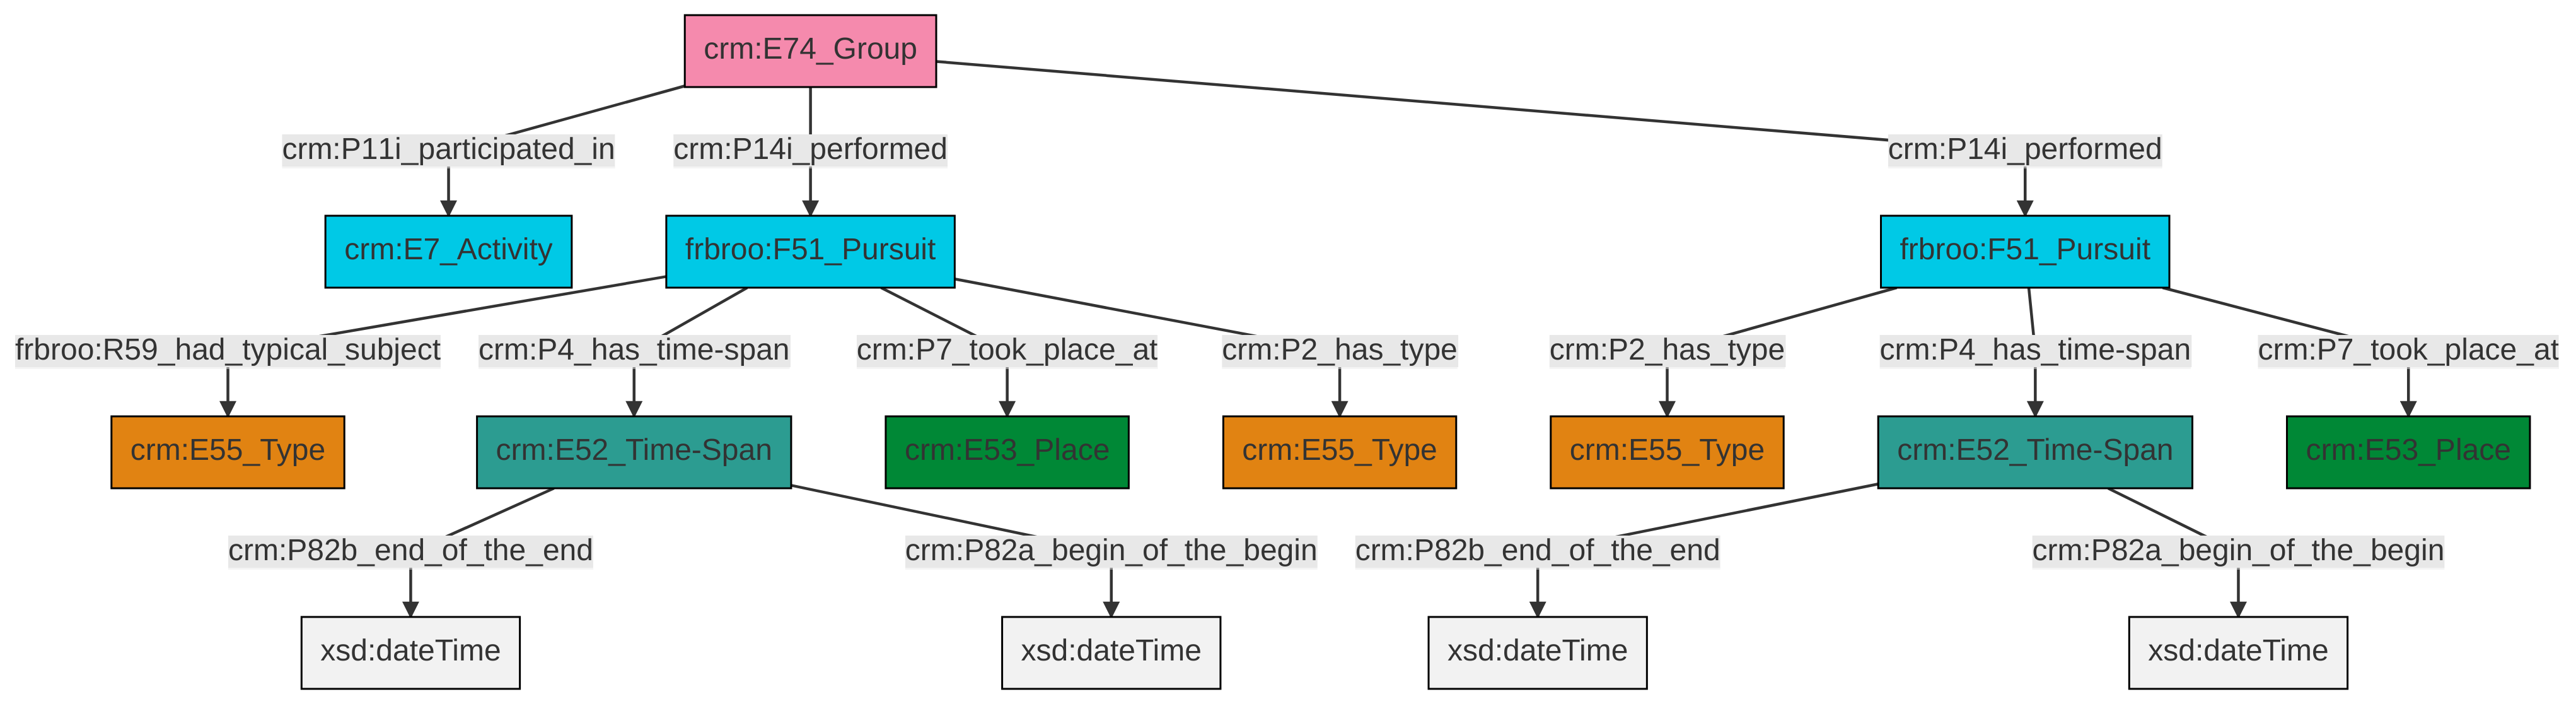 crm:E74_Group
crm:P11i_participated_in
crm:P14i_performed
crm:P14i_performed
crm:E7_Activity
frbroo:F51_Pursuit
frbroo:F51_Pursuit
frbroo:R59_had_typical_subject
crm:P4_has_time-span
crm:P7_took_place_at
crm:P2_has_type
crm:P2_has_type
crm:P4_has_time-span
crm:P7_took_place_at
crm:E55_Type
crm:E52_Time-Span
crm:E53_Place
crm:E55_Type
crm:E55_Type
crm:E52_Time-Span
crm:E53_Place
crm:P82b_end_of_the_end
crm:P82a_begin_of_the_begin
crm:P82b_end_of_the_end
crm:P82a_begin_of_the_begin
xsd:dateTime
xsd:dateTime
xsd:dateTime
xsd:dateTime